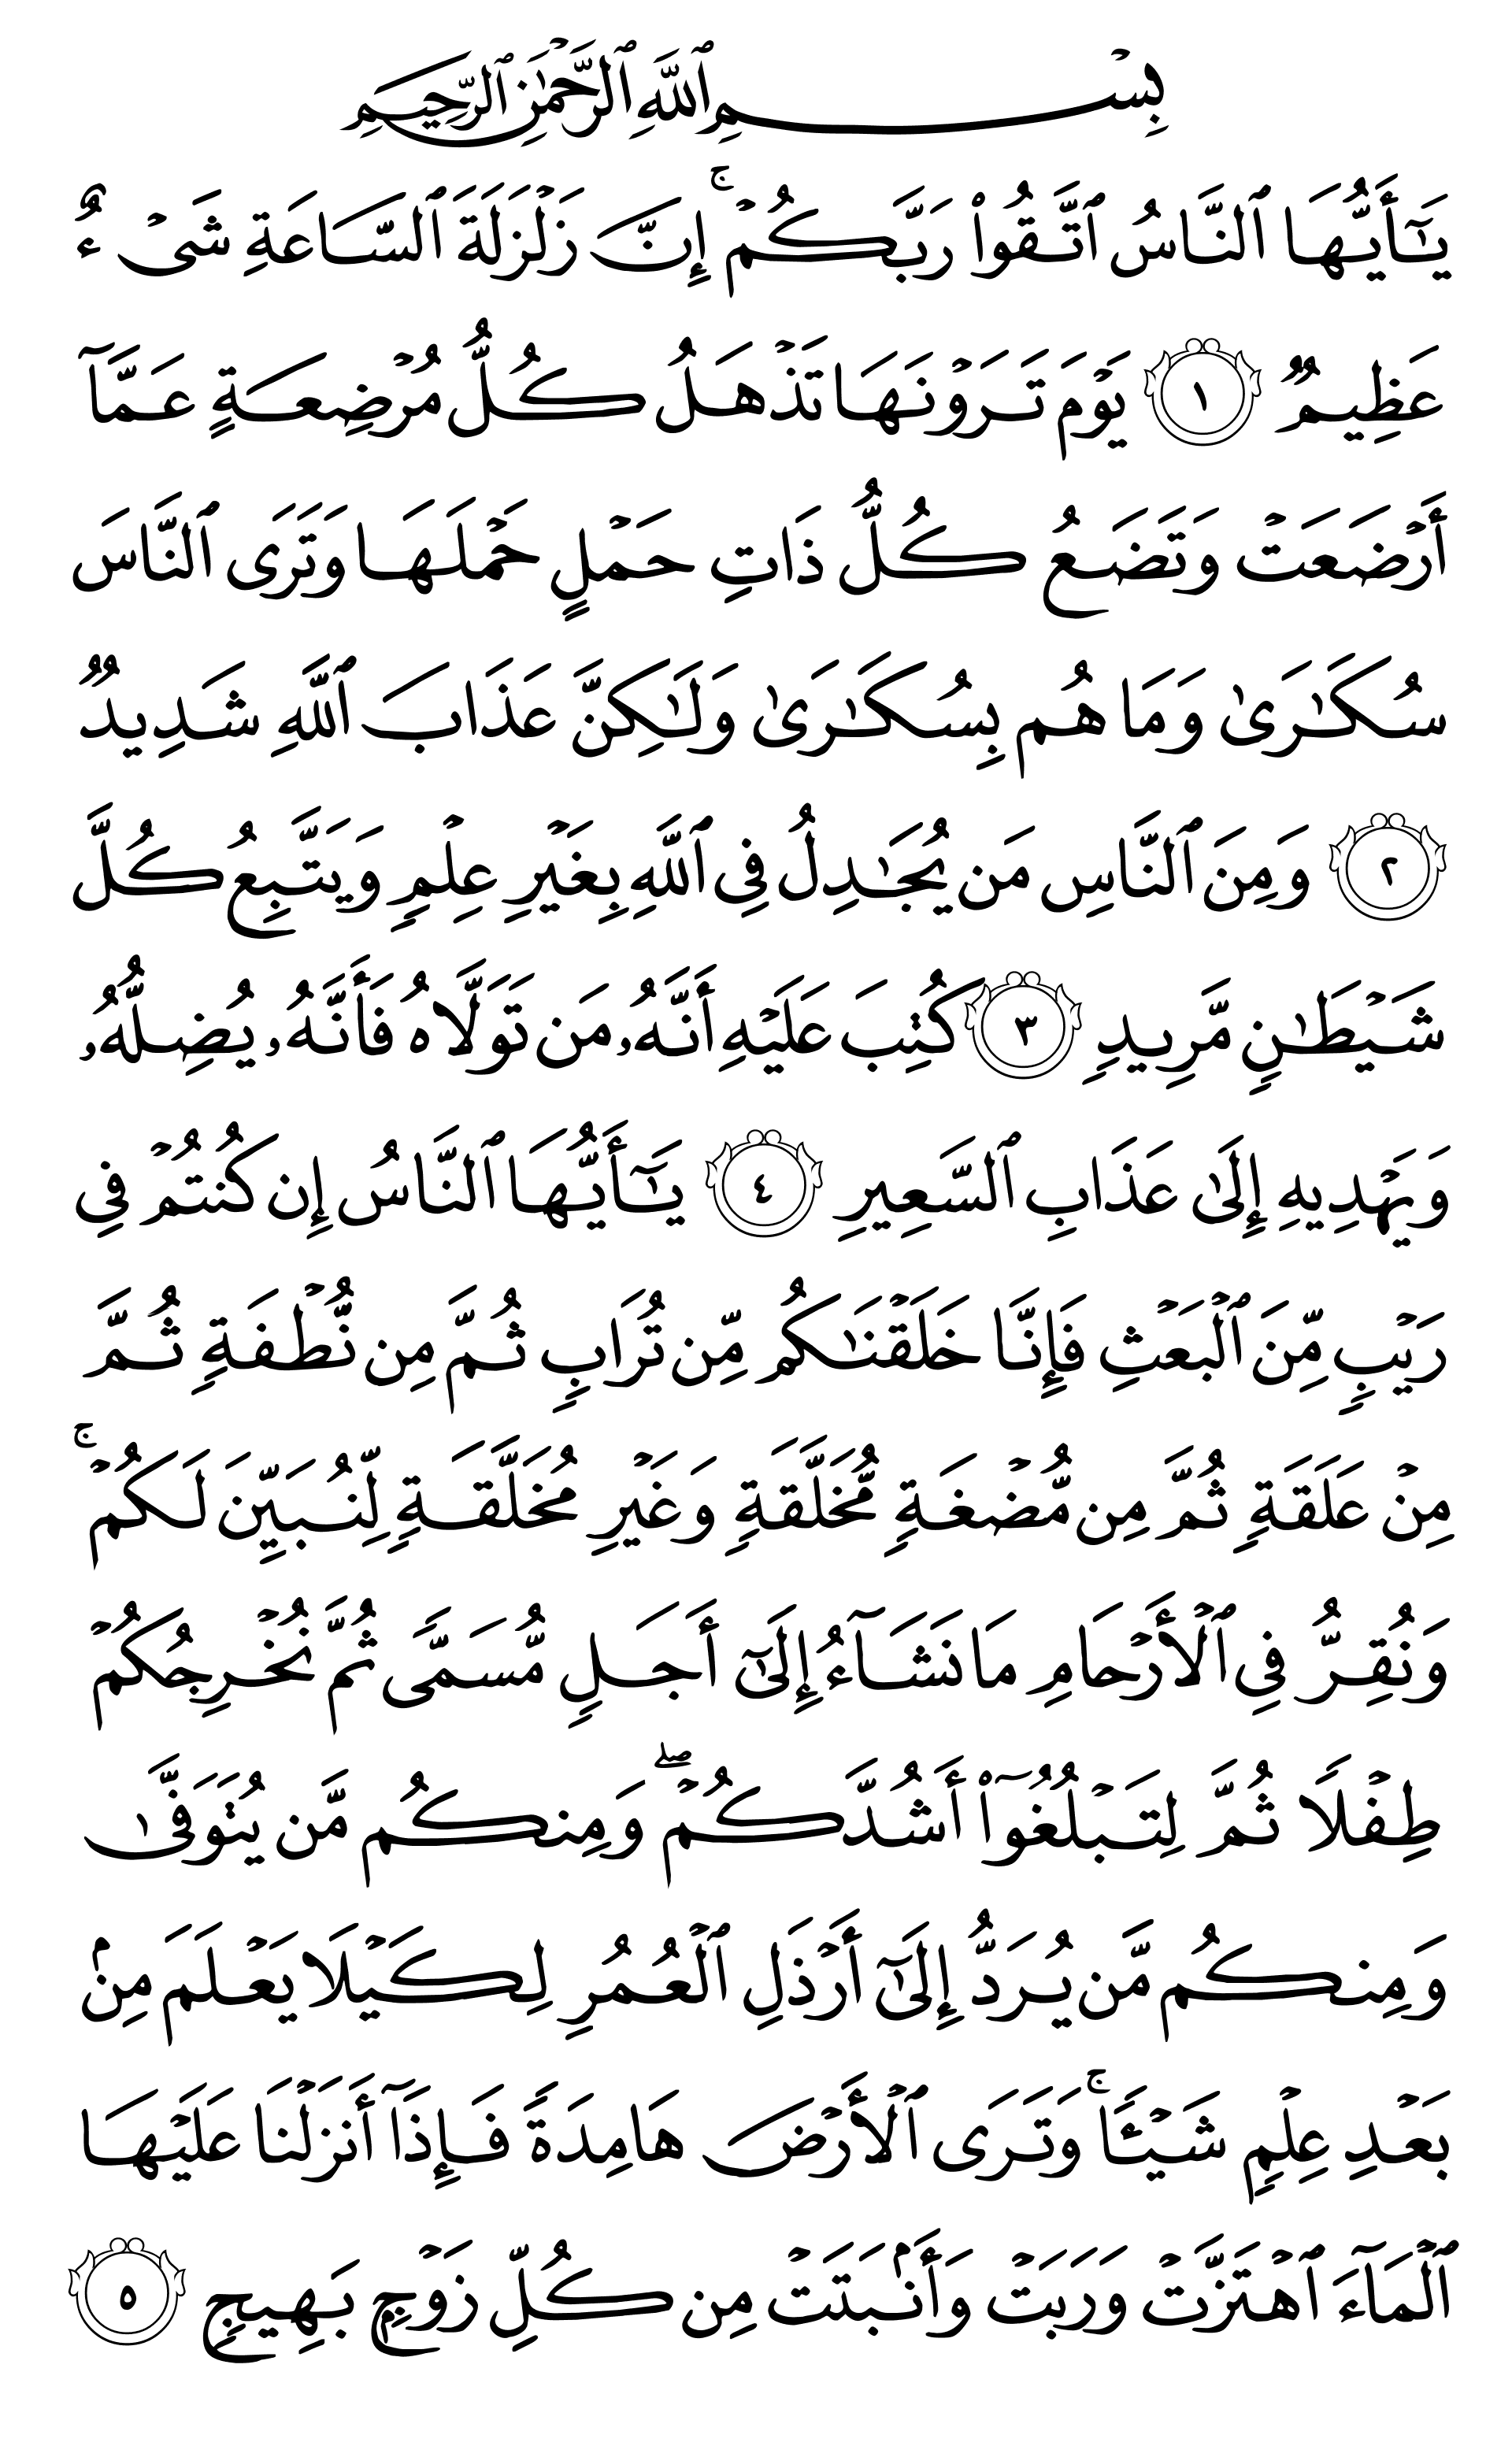 بِسۡمِ ٱللَّهِ ٱلرَّحۡمَٰنِ ٱلرَّحِيمِ
يَٰٓأَيُّهَا ٱلنَّاسُ ٱتَّقُواْ رَبَّكُمۡۚ إِنَّ زَلۡزَلَةَ ٱلسَّاعَةِ شَىۡءٌ
عَظِيمٞ ١ يَوۡمَ تَرَوۡنَهَا تَذۡهَلُ كُلُّ مُرۡضِعَةٍ عَمَّآ
أَرۡضَعَتۡ وَتَضَعُ كُلُّ ذَاتِ حَمۡلٍ حَمۡلَهَا وَتَرَى ٱلنَّاسَ
سُكَٰرَىٰ وَمَا هُم بِسُكَٰرَىٰ وَلَٰكِنَّ عَذَابَ ٱللَّهِ شَدِيدٞ
٢ وَمِنَ ٱلنَّاسِ مَن يُجَٰدِلُ فِى ٱللَّهِ بِغَيۡرِ عِلۡمٖ وَيَتَّبِعُ كُلَّ
شَيۡطَٰنٖ مَّرِيدٖ ٣ كُتِبَ عَلَيۡهِ أَنَّهُۥ مَن تَوَلَّاهُ فَأَنَّهُۥ يُضِلُّهُۥ
وَيَهۡدِيهِ إِلَىٰ عَذَابِ ٱلسَّعِيرِ ٤ يَٰٓأَيُّهَا ٱلنَّاسُ إِن كُنتُمۡ فِى
رَيۡبٖ مِّنَ ٱلۡبَعۡثِ فَإِنَّا خَلَقۡنَٰكُم مِّن تُرَابٖ ثُمَّ مِن نُّطۡفَةٖ ثُمَّ
مِنۡ عَلَقَةٖ ثُمَّ مِن مُّضۡغَةٖ مُّخَلَّقَةٖ وَغَيۡرِ مُخَلَّقَةٖ لِّنُبَيِّنَ لَكُمۡۚ
وَنُقِرُّ فِى ٱلۡأَرۡحَامِ مَا نَشَآءُ إِلَىٰٓ أَجَلٖ مُّسَمّٗى ثُمَّ نُخۡرِجُكُمۡ
طِفۡلٗا ثُمَّ لِتَبۡلُغُوٓاْ أَشُدَّكُمۡۖ وَمِنكُم مَّن يُتَوَفَّىٰ
وَمِنكُم مَّن يُرَدُّ إِلَىٰٓ أَرۡذَلِ ٱلۡعُمُرِ لِكَيۡلَا يَعۡلَمَ مِنۢ
بَعۡدِ عِلۡمٖ شَيۡـٔٗاۚ وَتَرَى ٱلۡأَرۡضَ هَامِدَةٗ فَإِذَآ أَنزَلۡنَا عَلَيۡهَا
ٱلۡمَآءَ ٱهۡتَزَّتۡ وَرَبَتۡ وَأَنۢبَتَتۡ مِن كُلِّ زَوۡجِۭ بَهِيجٖ ٥